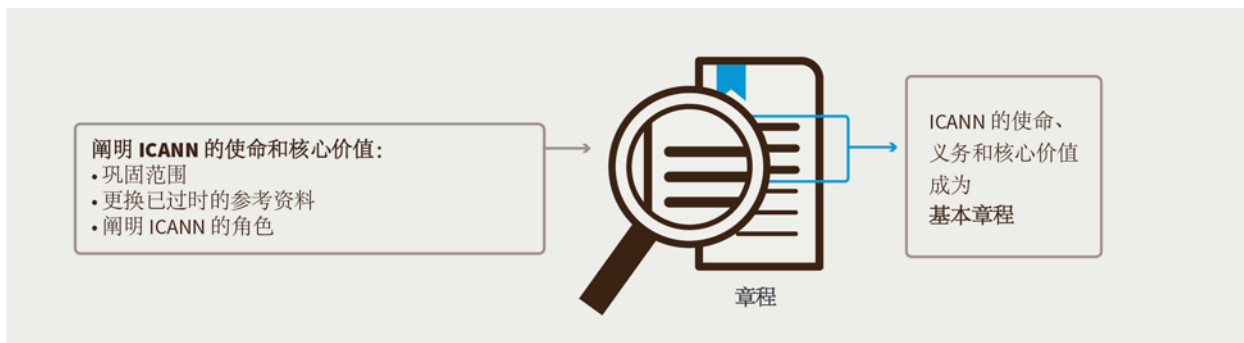 阐明 ICANN 的使命和核心价值：
• 巩固范围
• 更换已过时的参考资料
• 阐明 ICANN 的角色
章程
ICANN 的使命、
义务和核心价值
成为
基本章程